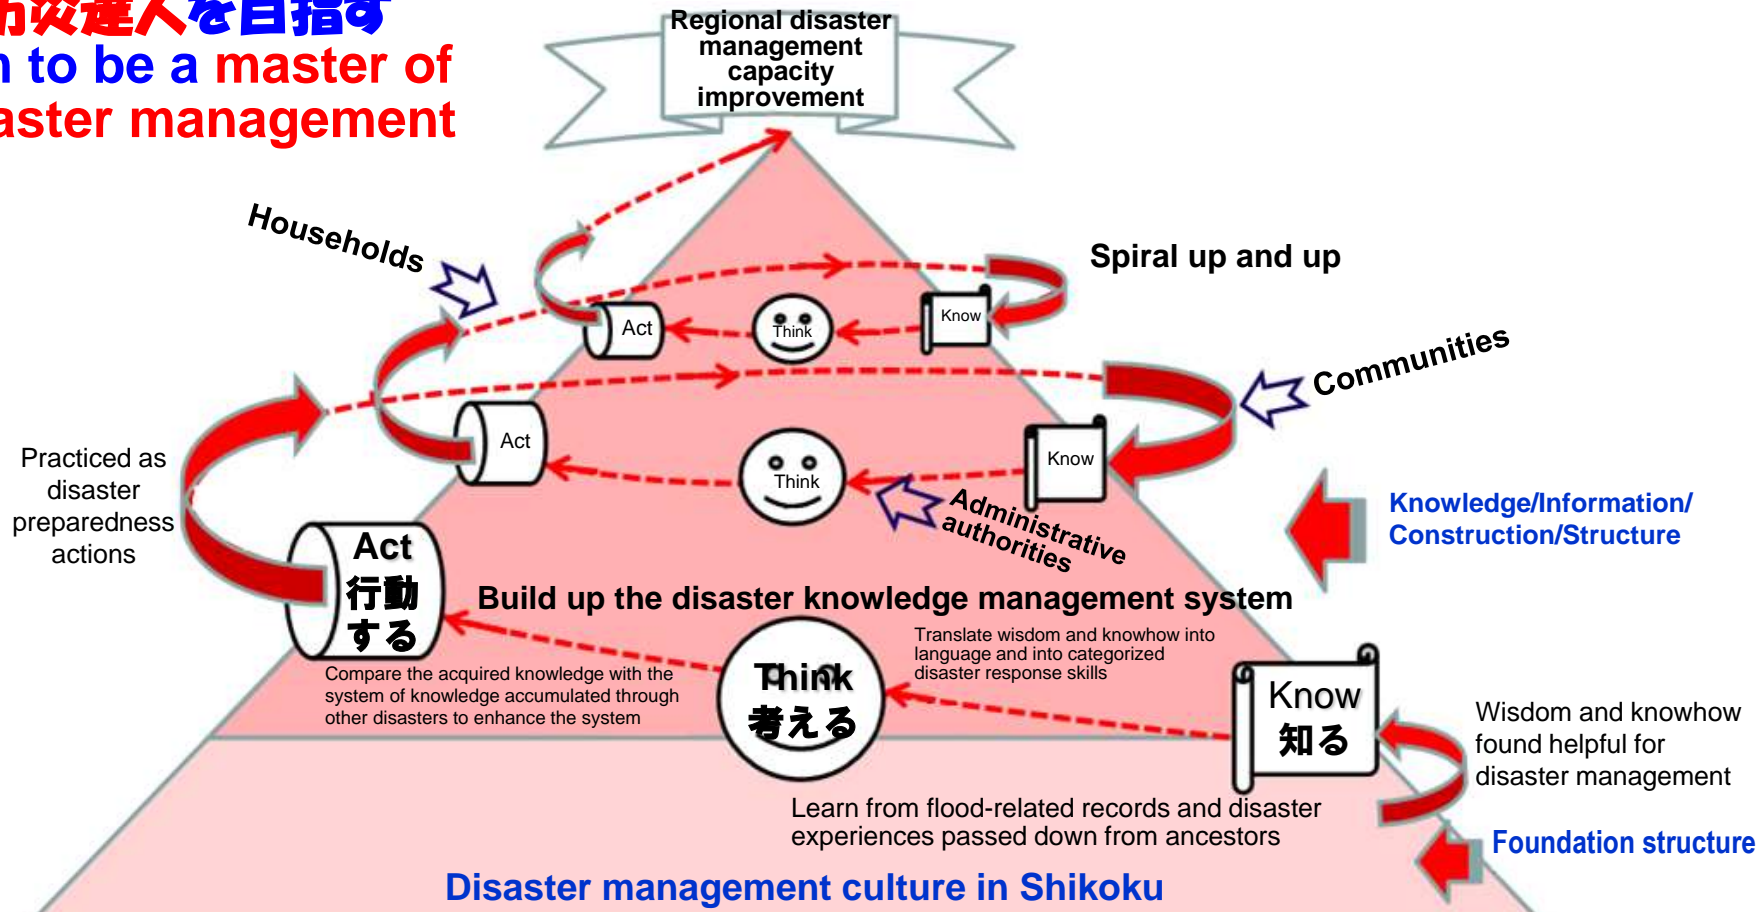 防災達人を目指す
to be a master of
management
Regional disaster
management
capacity
improvement
Households
Spiral up and up
Act
Think
Know
Communities
Act
Think
Know
Practiced as
disaster
preparedness
actions
Administrative
authorities
Knowledge/Information/
Construction/Structure
Act
行動
する
Build up the disaster knowledge management system
Translate wisdom and knowhow into
language and into categorized
disaster response skills
Compare the acquired knowledge with the
system of knowledge accumulated through
other disasters to enhance the system
Think
考える
Know
知る
Wisdom and knowhow
found helpful for
disaster management
Learn from flood-related records and disaster
experiences passed down from ancestors
Foundation structure
Disaster management culture in Shikoku